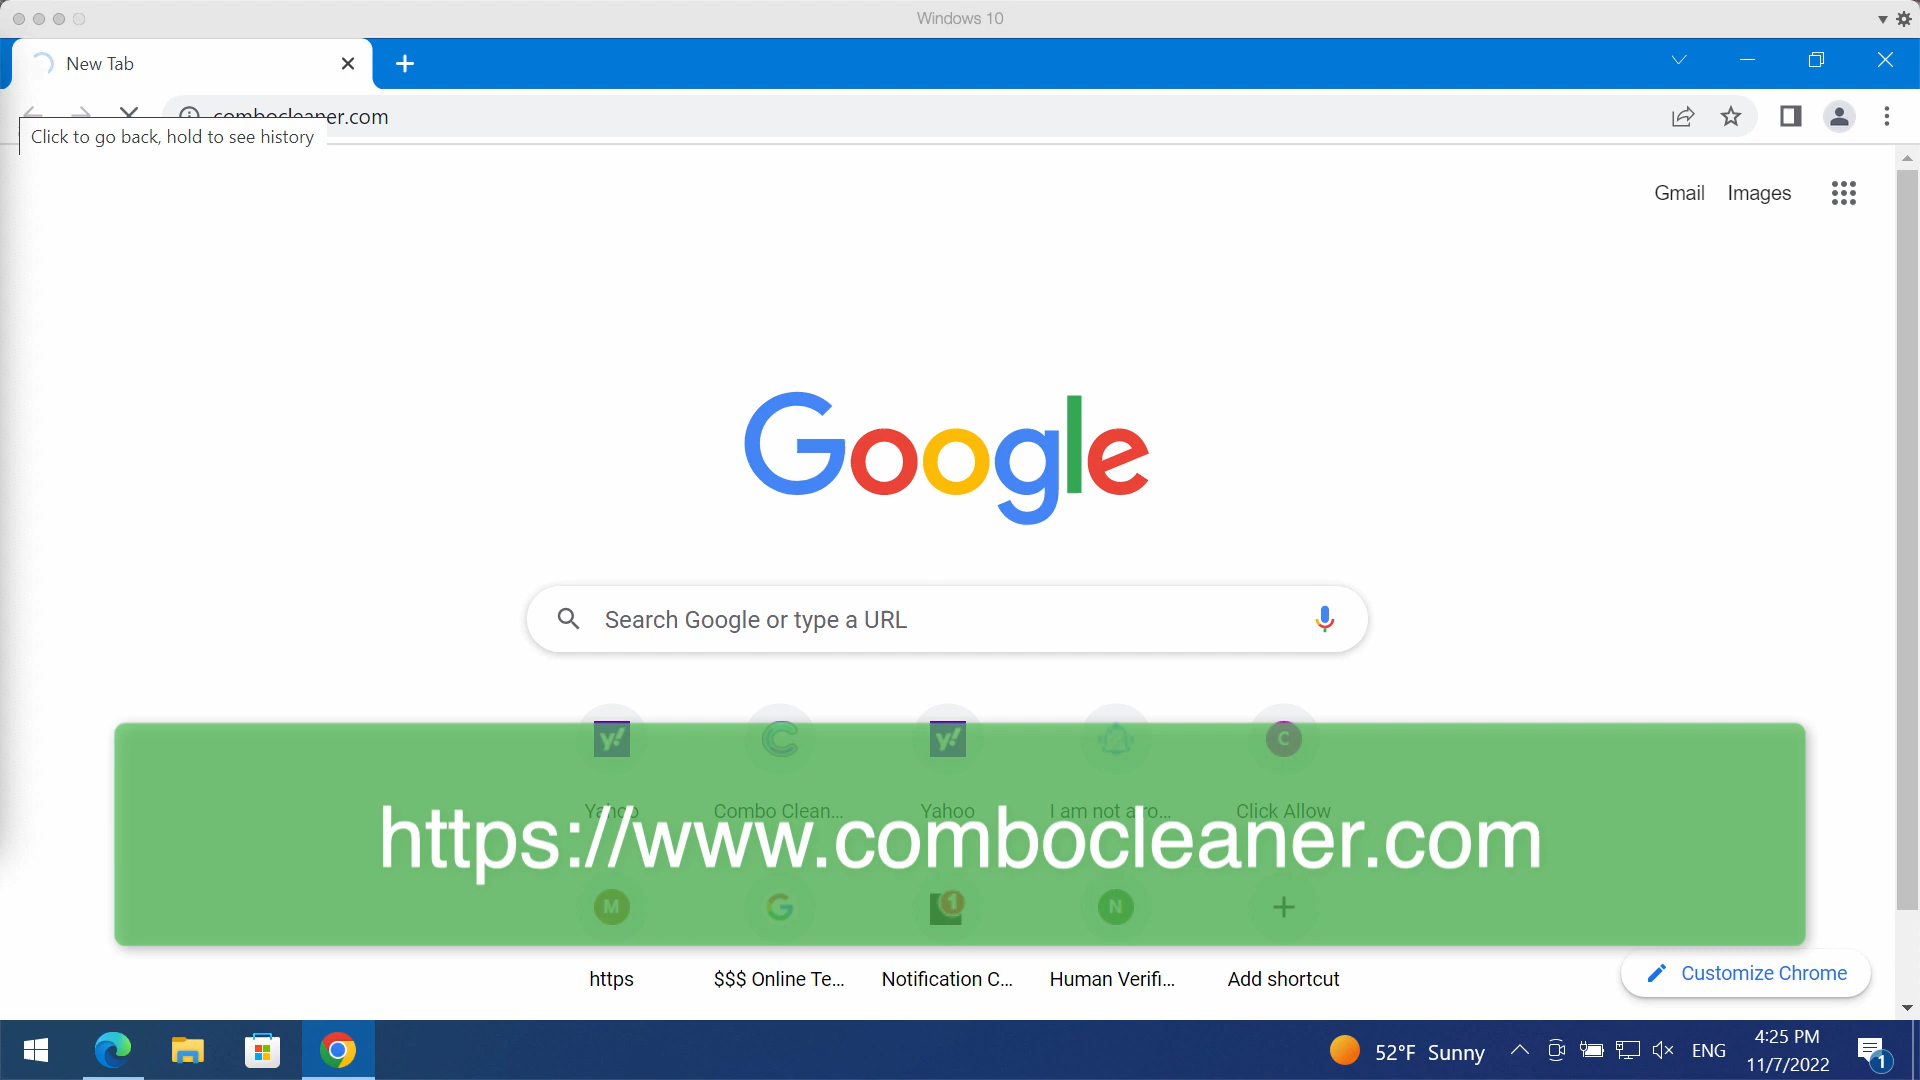 Windows 10
New Tab
combocleaner.com
Click to go back, hold to see history
Gmail Images
Google
Search Google or type a URL
y! C y! C
Yahoo Combo Clean... Yahoo I am not a ro... Click Allow
https://www.combocleaner.com
M G 1 N
https $$$ Online Te... Notification C... Human Verifi... Add shortcut
Customize Chrome
52°F Sunny ENG 4:25 PM
11/7/2022
1